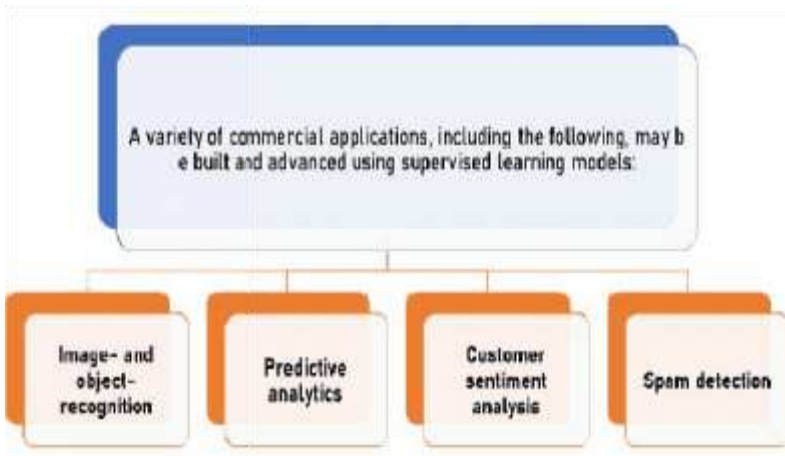 A variety of commercial applications, including the following, may b
e built and advanced using supervised learning models:
Image- and
object-
recognition
Predictive
analytics
Customer
sentiment
analysis
Spam detection